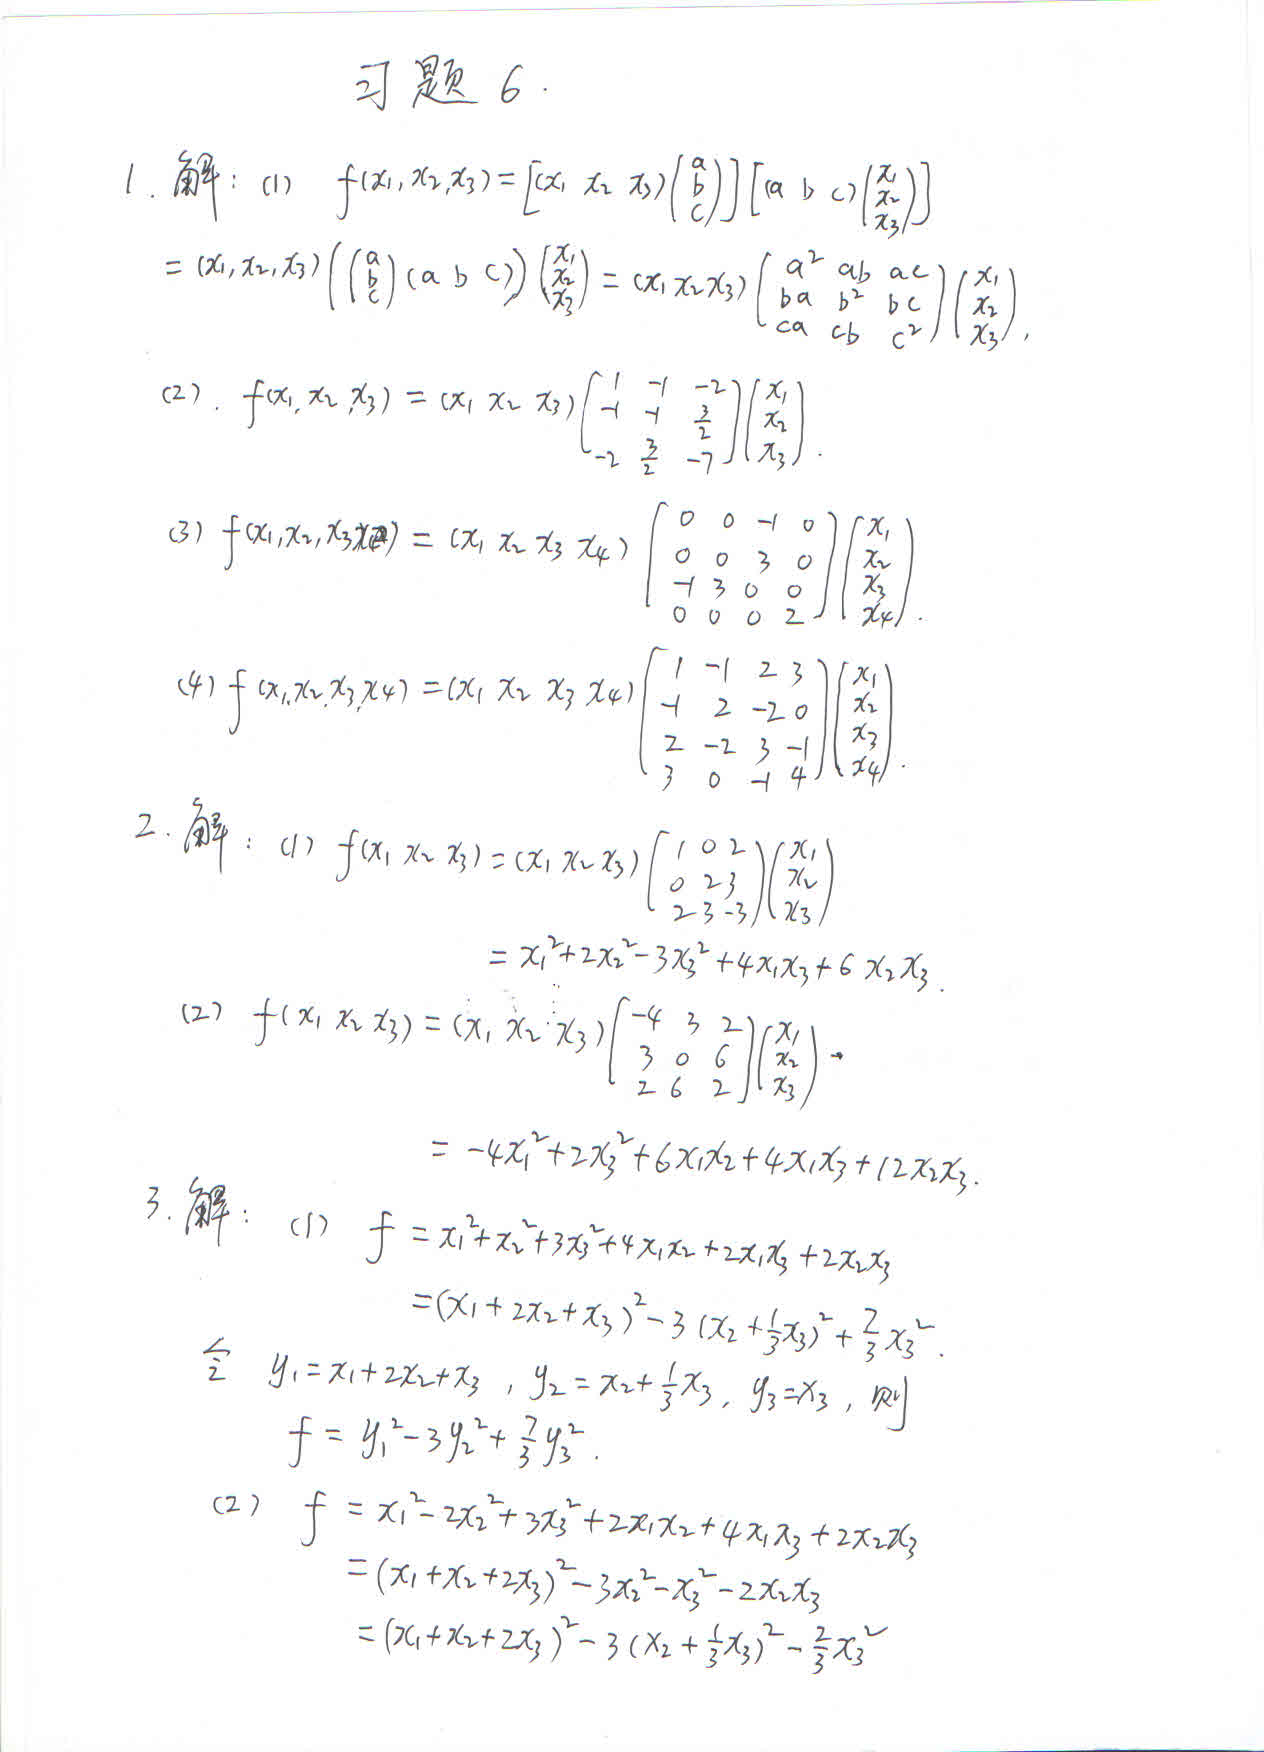 习题 6.
1. 解: (1) f(x₁, x₂, x₃) = [(x₁ x₂ x₃)(a b c)ᵀ][(a b c)(x₁ x₂ x₃)ᵀ]
= (x₁, x₂, x₃)((a b c)ᵀ(a b c))(x₁ x₂ x₃)ᵀ = (x₁ x₂ x₃)(a² ab ac; ba b² bc; ca cb c²)(x₁ x₂ x₃)ᵀ,
(2). f(x₁, x₂, x₃) = (x₁ x₂ x₃)(1 -1 -2; -1 -1 3/2; -2 3/2 -7)(x₁ x₂ x₃)ᵀ.
(3) f(x₁, x₂, x₃, x₄) = (x₁ x₂ x₃ x₄)(0 0 -1 0; 0 0 3 0; -1 3 0 0; 0 0 0 2)(x₁ x₂ x₃ x₄)ᵀ.
(4) f(x₁, x₂, x₃, x₄) = (x₁ x₂ x₃ x₄)(1 -1 2 3; -1 2 -2 0; 2 -2 3 -1; 3 0 -1 4)(x₁ x₂ x₃ x₄)ᵀ.
2. 解: (1) f(x₁ x₂ x₃) = (x₁ x₂ x₃)(1 0 2; 0 2 3; 2 3 -3)(x₁ x₂ x₃)ᵀ
= x₁² + 2x₂² - 3x₃² + 4x₁x₃ + 6x₂x₃.
(2) f(x₁ x₂ x₃) = (x₁ x₂ x₃)(-4 3 2; 3 0 6; 2 6 2)(x₁ x₂ x₃)ᵀ.
= -4x₁² + 2x₃² + 6x₁x₂ + 4x₁x₃ + 12x₂x₃.
3. 解: (1) f = x₁² + x₂² + 3x₃² + 4x₁x₂ + 2x₁x₃ + 2x₂x₃
= (x₁ + 2x₂ + x₃)² - 3(x₂ + 1/3 x₃)² + 7/3 x₃².
令 y₁ = x₁ + 2x₂ + x₃, y₂ = x₂ + 1/3 x₃, y₃ = x₃, 则
f = y₁² - 3y₂² + 7/3 y₃².
(2) f = x₁² - 2x₂² + 3x₃² + 2x₁x₂ + 4x₁x₃ + 2x₂x₃
= (x₁ + x₂ + 2x₃)² - 3x₂² - x₃² - 2x₂x₃
= (x₁ + x₂ + 2x₃)² - 3(x₂ + 1/3 x₃)² - 2/3 x₃²